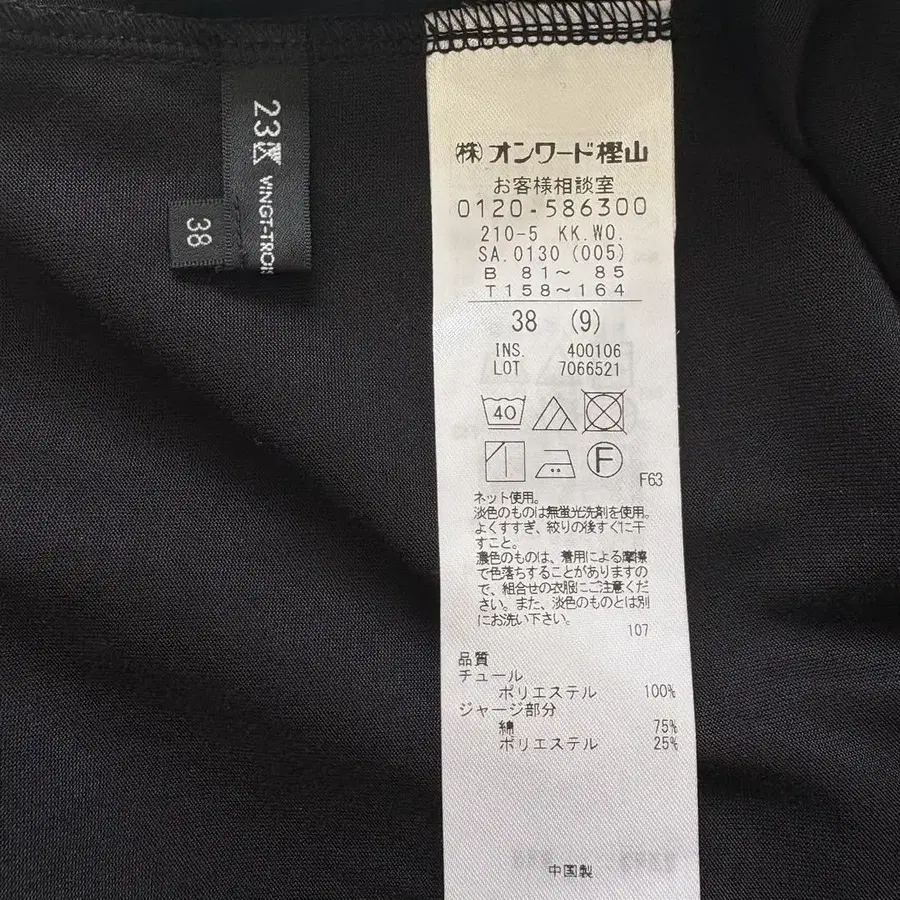 23区
VINGT-TROIS
38
(株)オンワード樫山
お客様相談室
0120-586300
210-5 KK.WO.
SA.0130 (005)
B 81～ 85
T158～164
38 (9)
INS. 400106
LOT 7066521
40
F
F63
ネット使用。
淡色のものは無蛍光洗剤を使用。
よくすすぎ、絞りの後すぐに干
すこと。
濃色のものは、着用による摩擦
で色落ちすることがありますの
で、組合せの衣服にご注意くだ
さい。また、淡色のものとは別
にお洗い下さい。
107
品質
チュール
ポリエステル 100%
ジャージ部分
綿 75%
ポリエステル 25%
中国製